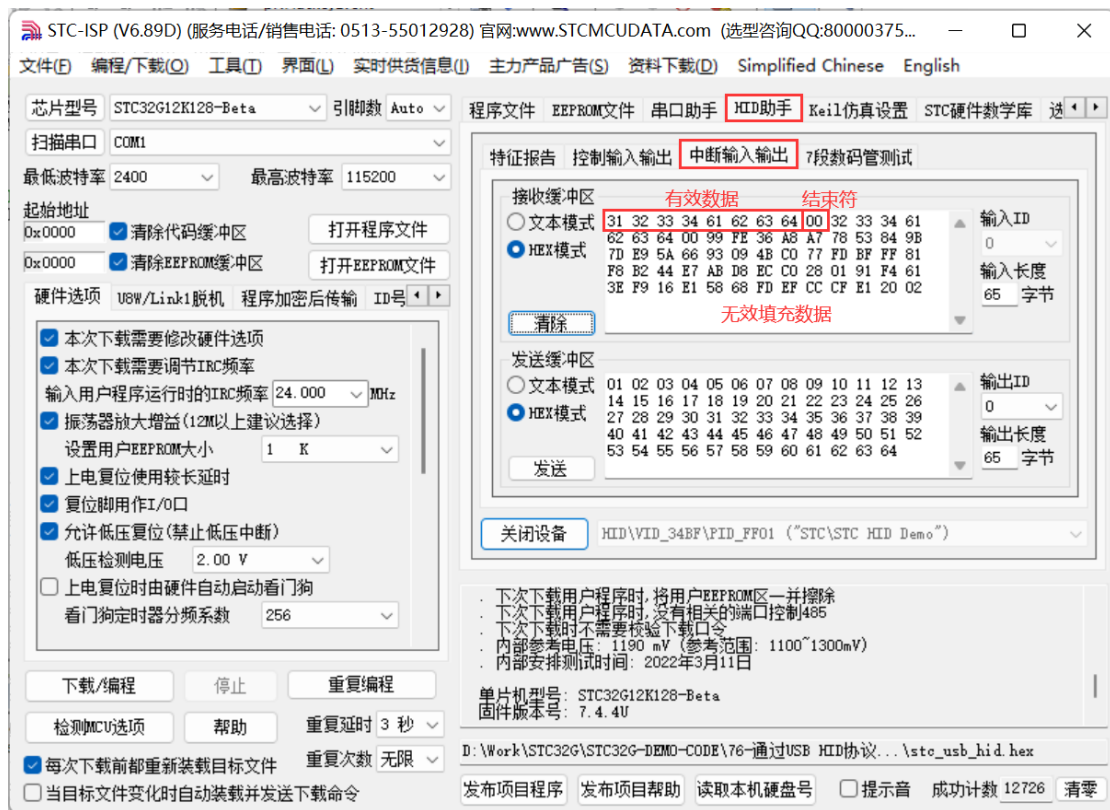 STC-ISP (V6.89D) (服务电话/销售电话: 0513-55012928) 官网:www.STCMCUDATA.com (选型咨询QQ:80000375...
文件(F) 编程/下载(O) 工具(T) 界面(L) 实时供货信息(I) 主力产品广告(S) 资料下载(D) Simplified Chinese English
芯片型号 STC32G12K128-Beta 引脚数 Auto
扫描串口 COM1
最低波特率 2400 最高波特率 115200
起始地址
0x0000 清除代码缓冲区 打开程序文件
0x0000 清除EEPROM缓冲区 打开EEPROM文件
硬件选项 U8W/Link1脱机 程序加密后传输 ID号
本次下载需要修改硬件选项
本次下载需要调节IRC频率
输入用户程序运行时的IRC频率 24.000 MHz
振荡器放大增益(12M以上建议选择)
设置用户EEPROM大小 1 K
上电复位使用较长延时
复位脚用作I/O口
允许低压复位(禁止低压中断)
低压检测电压 2.00 V
上电复位时由硬件自动启动看门狗
看门狗定时器分频系数 256
下载/编程 停止 重复编程
检测MCU选项 帮助 重复延时 3 秒
重复次数 无限
每次下载前都重新装载目标文件
当目标文件变化时自动装载并发送下载命令
程序文件 EEPROM文件 串口助手 HID助手 Keil仿真设置 STC硬件数学库 选
特征报告 控制输入输出 中断输入输出 7段数码管测试
接收缓冲区 有效数据 结束符
文本模式
HEX模式
31 32 33 34 61 62 63 64 00 32 33 34 61
62 63 64 00 99 FE 36 A8 A7 78 53 84 9B
7D E9 5A 66 93 09 4B C0 77 FD BF FF 81
F8 B2 44 E7 AB D8 EC C0 28 01 91 F4 61
3E F9 16 E1 58 68 FD EF CC CF E1 20 02
无效填充数据
清除
输入ID
0
输入长度
65 字节
发送缓冲区
文本模式
HEX模式
01 02 03 04 05 06 07 08 09 10 11 12 13
14 15 16 17 18 19 20 21 22 23 24 25 26
27 28 29 30 31 32 33 34 35 36 37 38 39
40 41 42 43 44 45 46 47 48 49 50 51 52
53 54 55 56 57 58 59 60 61 62 63 64
发送
输出ID
0
输出长度
65 字节
关闭设备 HID\VID_34BF\PID_FF01 ("STC\STC HID Demo")
. 下次下载用户程序时,将用户EEPROM区一并擦除
. 下次下载用户程序时,没有相关的端口控制485
. 下次下载时不需要校验下载口令
. 内部参考电压: 1190 mV (参考范围: 1100~1300mV)
. 内部安排测试时间: 2022年3月11日
单片机型号: STC32G12K128-Beta
固件版本号: 7.4.4U
D:\Work\STC32G\STC32G-DEMO-CODE\76-通过USB HID协议...\stc_usb_hid.hex
发布项目程序 发布项目帮助 读取本机硬盘号 提示音 成功计数 12726 清零